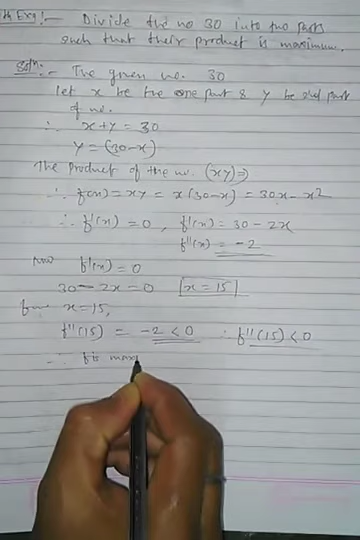 Ex9:- Divide the no 30 into two parts
such that their product is maximum.
Soln:- The given no. 30
let x be the one part & y be 2nd part
of no.
∴ x+y = 30
y = (30-x)
The Product of the no. (xy)⇒
∴ f(x) = xy = x(30-x) = 30x - x²
∴ f'(x) = 0, f'(x) = 30 - 2x
f''(x) = -2
Now f'(x) = 0
30 - 2x = 0 x = 15
for x = 15,
f''(15) = -2 < 0 ∴ f''(15) < 0
∴ f is max